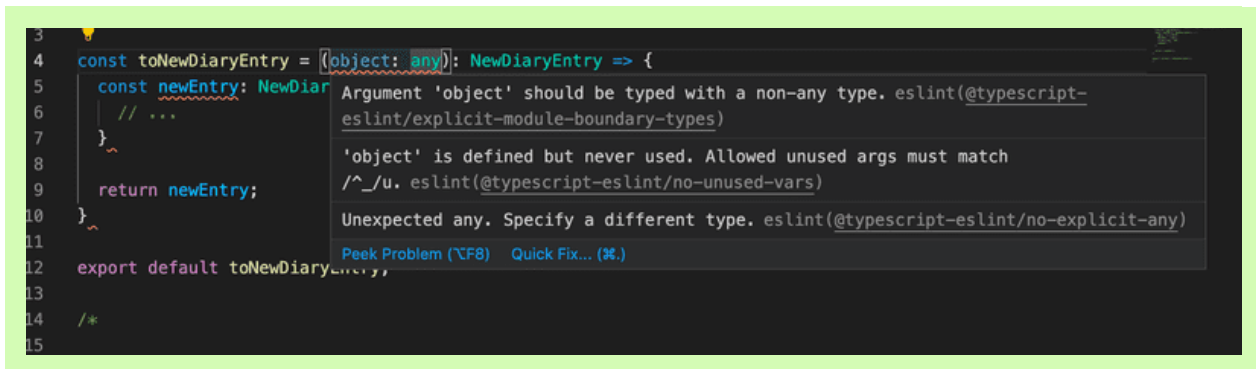 3
4 const toNewDiaryEntry = (object: any): NewDiaryEntry => {
5 const newEntry: NewDiar
Argument 'object' should be typed with a non-any type. eslint(@typescript-
6 // ...
eslint/explicit-module-boundary-types)
7 }
8 'object' is defined but never used. Allowed unused args must match
9 return newEntry;
/^_/u. eslint(@typescript-eslint/no-unused-vars)
10 }
Unexpected any. Specify a different type. eslint(@typescript-eslint/no-explicit-any)
11
Peek Problem (⌥F8) Quick Fix... (⌘.)
12 export default toNewDiaryEntry;
13
14 /*
15